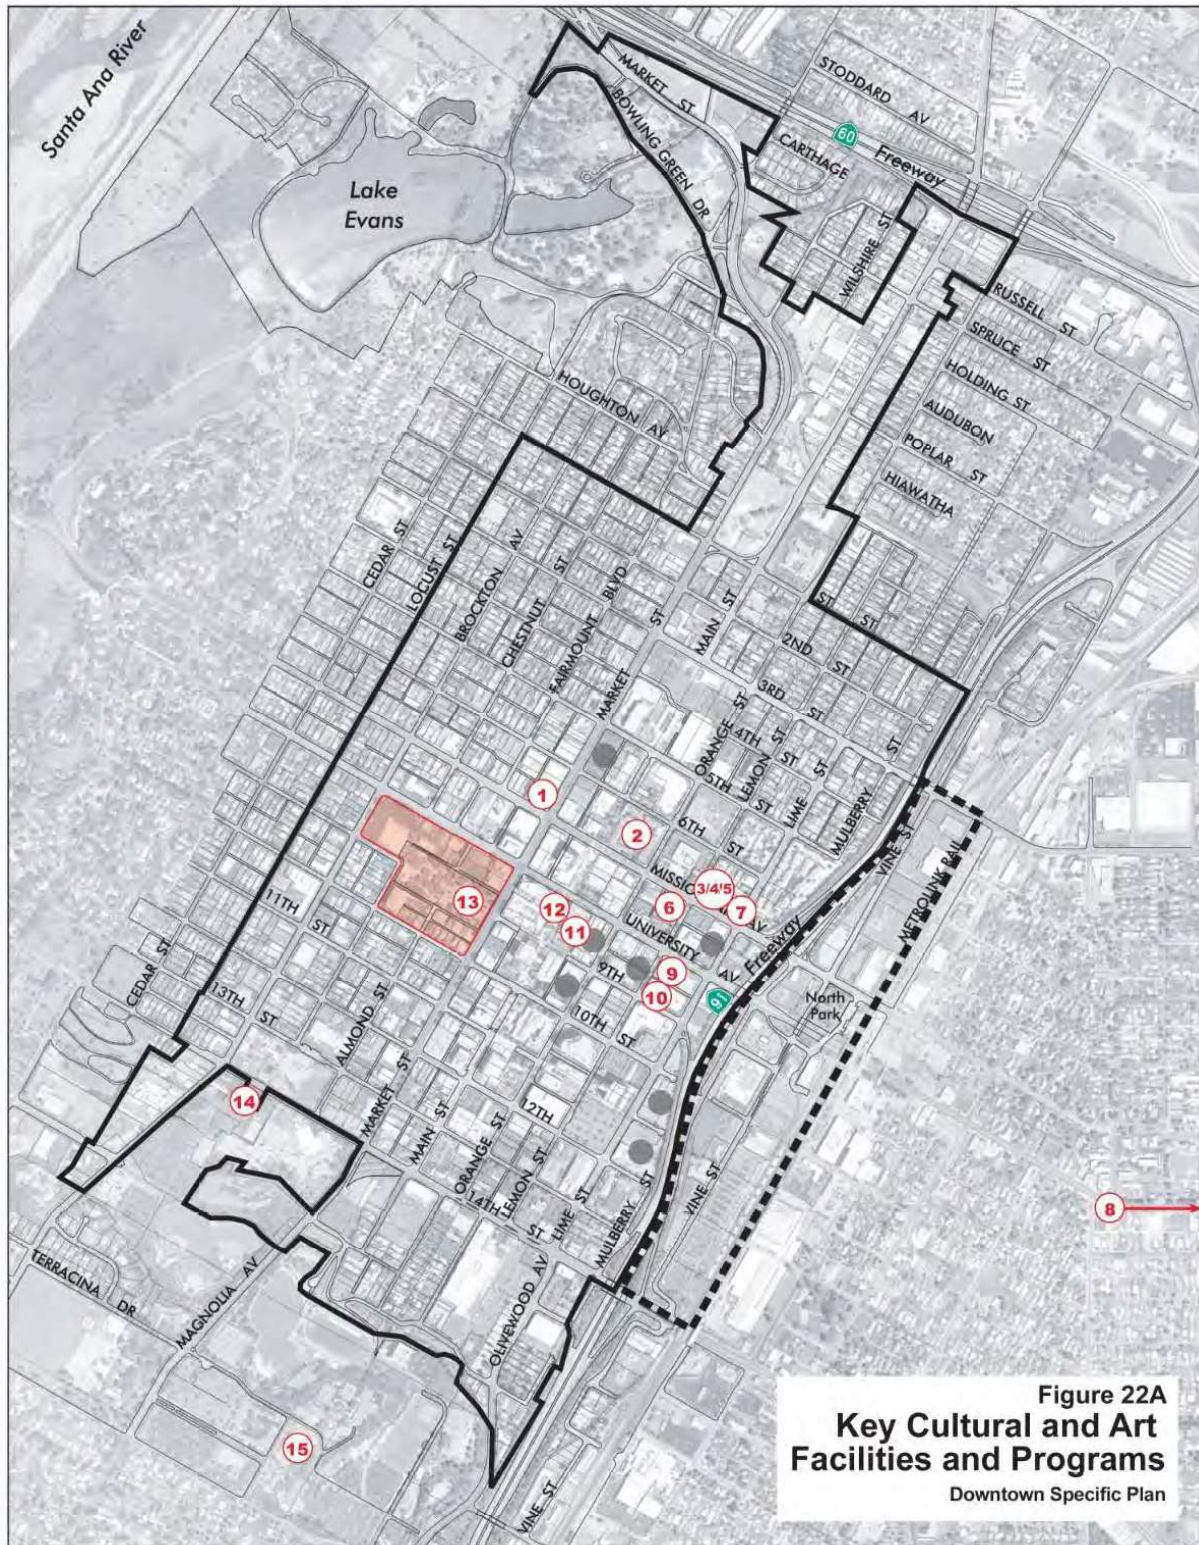 Santa Ana River
Lake
Evans
MARKET ST
BOWLING GREEN DR
STODDARD AV
60
Freeway
CARTHAGE
WILSHIRE ST
RUSSELL ST
SPRUCE ST
HOLDING ST
AUDUBON
POPLAR ST
HIAWATHA
HOUGHTON AV
CEDAR ST
LOCUST ST
BROCKTON AV
CHESTNUT ST
FAIRMOUNT BLVD
MARKET ST
MAIN ST
ST ST
2ND ST
3RD ST
ORANGE ST
4TH ST
5TH ST
LEMON ST
LIME ST
6TH ST
MULBERRY ST
VINE ST
METROLINK RAIL
1
2
3/4/5
MISSIO
N AV
6
7
13
12
11
UNIVERSITY AV
9
9TH
10
10TH ST
91
Freeway
North
Park
11TH ST
CEDAR ST
13TH ST
ALMOND ST
MARKET ST
MAIN ST
12TH
14
ORANGE ST
LEMON ST
14TH ST
LIME ST
MULBERRY ST
VINE ST
8
TERRACINA DR
MAGNOLIA AV
OLIVEWOOD AV
15
VINE ST
Figure 22A
Key Cultural and Art
Facilities and Programs
Downtown Specific Plan